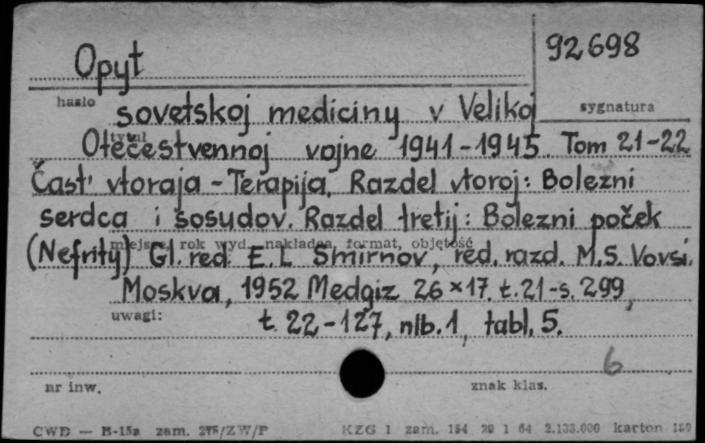 Opyt 92698
hasło sygnatura
sovetskoj mediciny v Velikoj
tytuł
Otečestvennoj vojne 1941-1945. Tom 21-22
Čast' vtoraja - Terapija. Razdel vtoroj: Bolezni
serdca i sosudov. Razdel tretij: Bolezni poček
miejsce, rok wyd., nakładca, format, objętość
(Nefrity) Gl. red. E.I. Smirnov, red. razd. M.S. Vovsi.
Moskva, 1952 Medgiz 26×17. t.21-s.299,
uwagi:
t. 22-127, nlb.1, tabl. 5.
6
nr inw. znak klas.
CWD — B-15a zam. /ZW/P KZG 1 zam. 154 29 1 64 2.133.000 karton